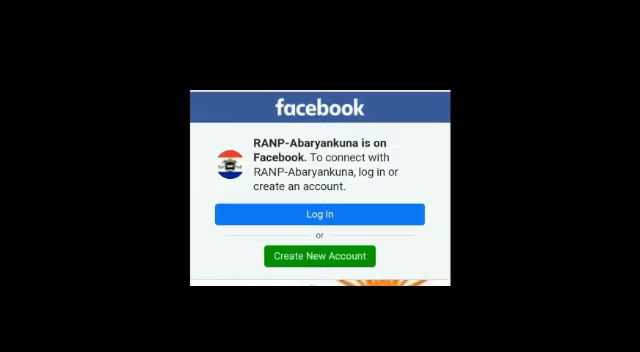 facebook
RANP-Abaryankuna is on
Facebook. To connect with
RANP-Abaryankuna, log in or
create an account.
Log In
or
Create New Account